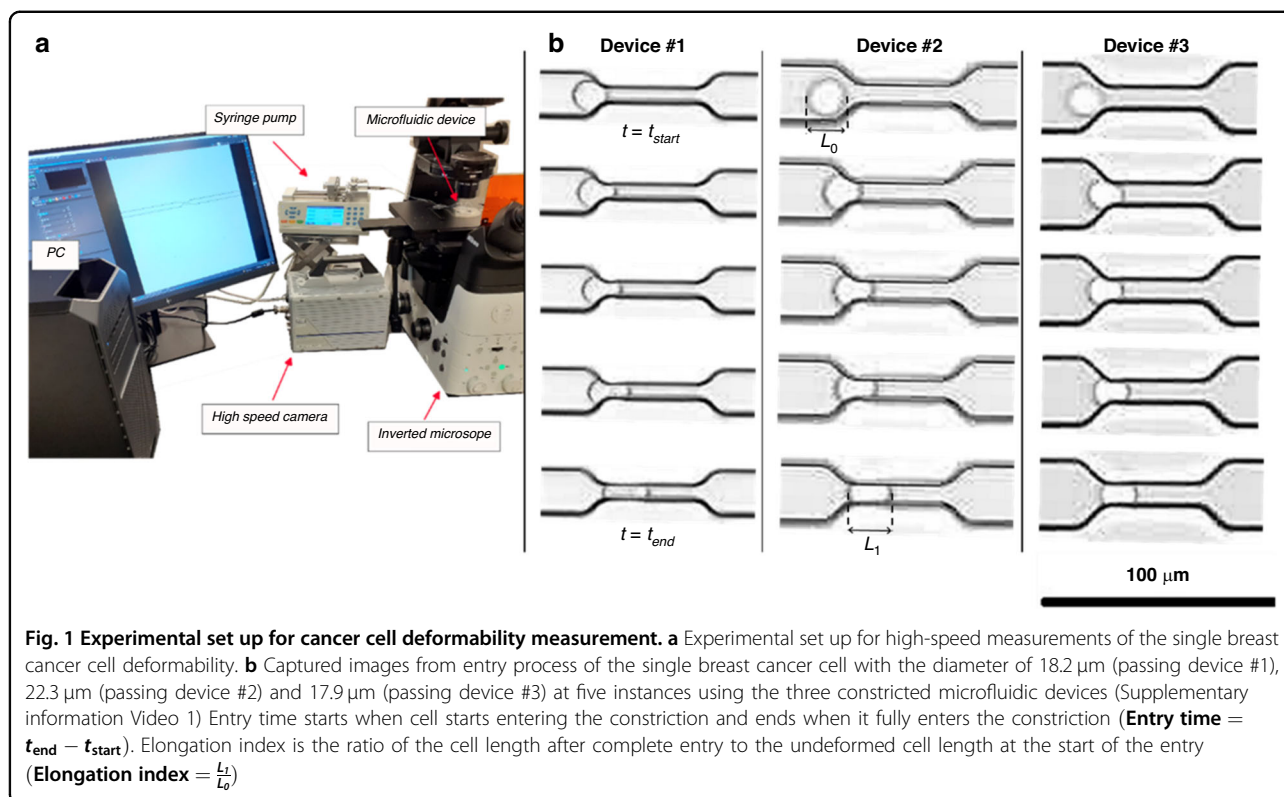 a
b
Device #1
Device #2
Device #3
Syringe pump
Microfluidic device
PC
High speed camera
Inverted microsope
t = tstart
L0
t = tend
L1
100 μm
Fig. 1 Experimental set up for cancer cell deformability measurement. a Experimental set up for high-speed measurements of the single breast
cancer cell deformability. b Captured images from entry process of the single breast cancer cell with the diameter of 18.2 μm (passing device #1),
22.3 μm (passing device #2) and 17.9 μm (passing device #3) at five instances using the three constricted microfluidic devices (Supplementary
information Video 1) Entry time starts when cell starts entering the constriction and ends when it fully enters the constriction (Entry time =
tend − tstart). Elongation index is the ratio of the cell length after complete entry to the undeformed cell length at the start of the entry
(Elongation index = L1/L0)